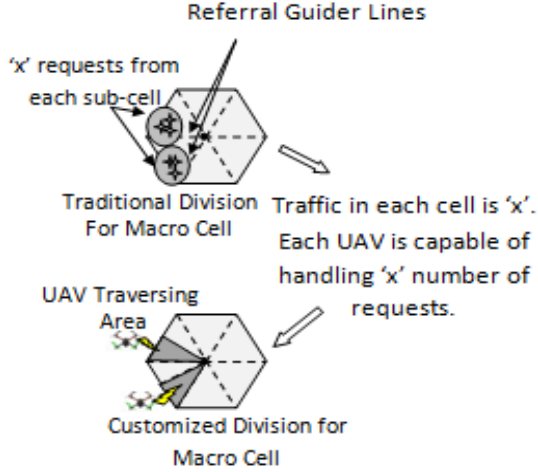 Referral Guider Lines
‘x’ requests from
each sub-cell
Traditional Division
For Macro Cell
Traffic in each cell is ‘x’.
Each UAV is capable of
handling ‘x’ number of
requests.
UAV Traversing
Area
Customized Division for
Macro Cell